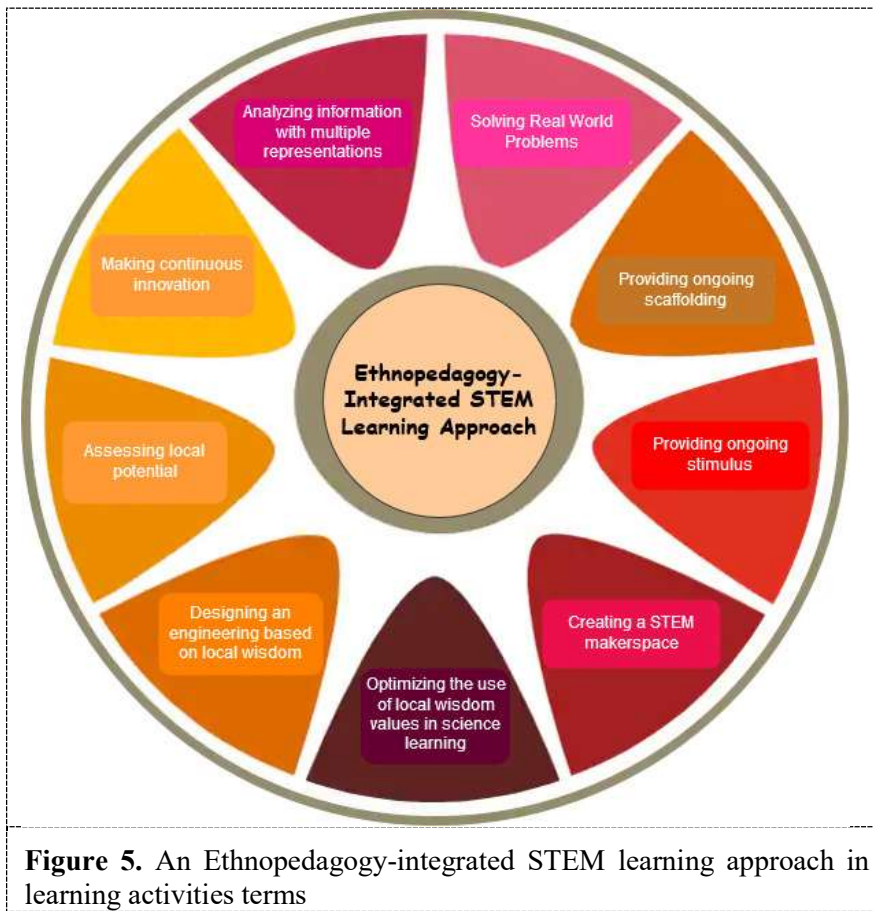 Analyzing information
with multiple
representations
Solving Real World
Problems
Providing ongoing
scaffolding
Providing ongoing
stimulus
Creating a STEM
makerspace
Optimizing the use
of local wisdom
values in science
learning
Designing an
engineering based
on local wisdom
Assessing local
potential
Making continuous
innovation
Ethnopedagogy-
Integrated STEM
Learning Approach
Figure 5. An Ethnopedagogy-integrated STEM learning approach in
learning activities terms